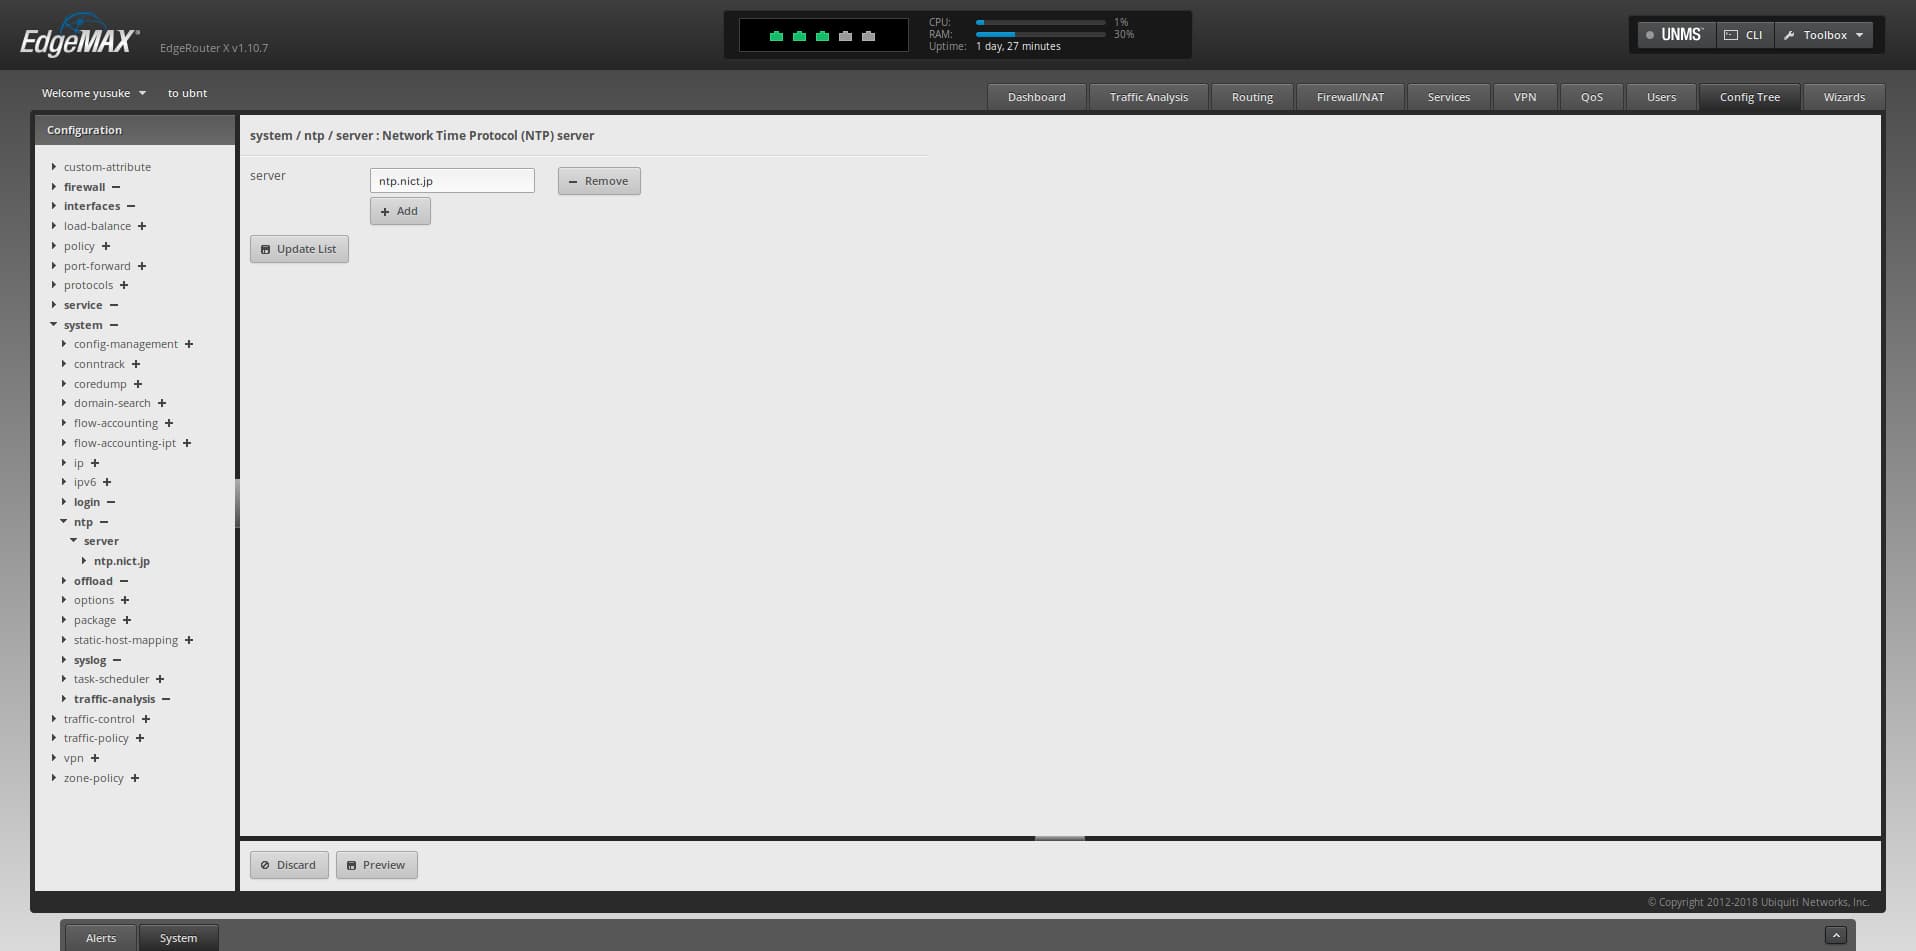 EdgeMAX®
EdgeRouter X v1.10.7
CPU: 1%
RAM: 30%
Uptime: 1 day, 27 minutes
UNMS™ CLI Toolbox
Welcome yusuke to ubnt
Dashboard Traffic Analysis Routing Firewall/NAT Services VPN QoS Users Config Tree Wizards
Configuration
custom-attribute
firewall −
interfaces −
load-balance +
policy +
port-forward +
protocols +
service −
system −
config-management +
conntrack +
coredump +
domain-search +
flow-accounting +
flow-accounting-ipt +
ip +
ipv6 +
login −
ntp −
server
ntp.nict.jp
offload −
options +
package +
static-host-mapping +
syslog −
task-scheduler +
traffic-analysis −
traffic-control +
traffic-policy +
vpn +
zone-policy +
system / ntp / server : Network Time Protocol (NTP) server
server ntp.nict.jp − Remove
+ Add
Update List
Discard Preview
© Copyright 2012-2018 Ubiquiti Networks, Inc.
Alerts System